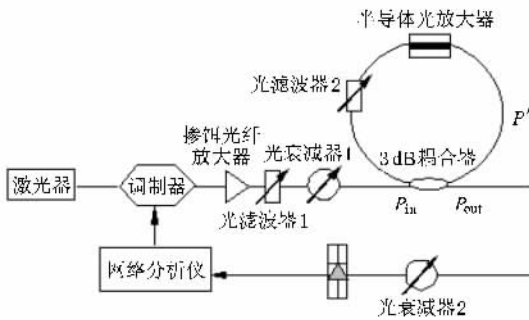 半导体光放大器
光滤波器2
P'
掺铒光纤
放大器
光衰减器1
3 dB耦合器
激光器
调制器
光滤波器1
Pin
Pout
网络分析仪
光衰减器2